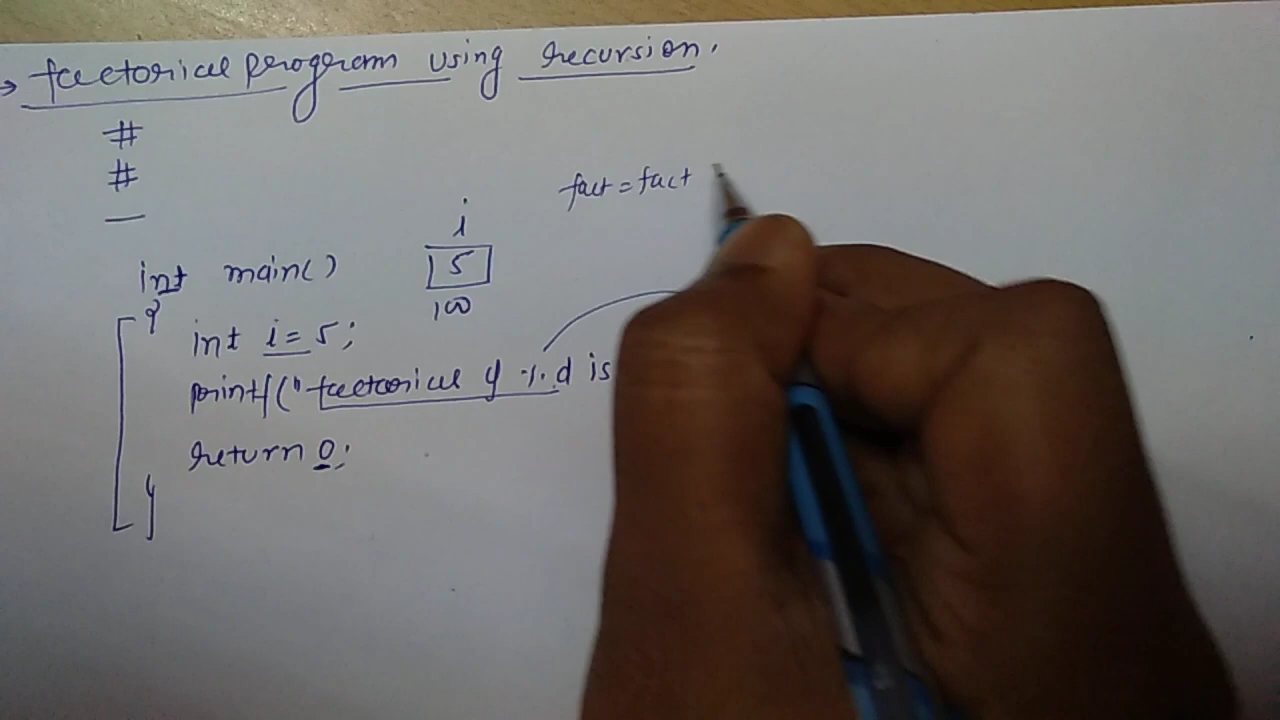 → factorial program using recursion.
#
#
—
int main()
{
int i = 5;
printf(" factorial of %d is
return 0;
}
i
5
100
fact = fact